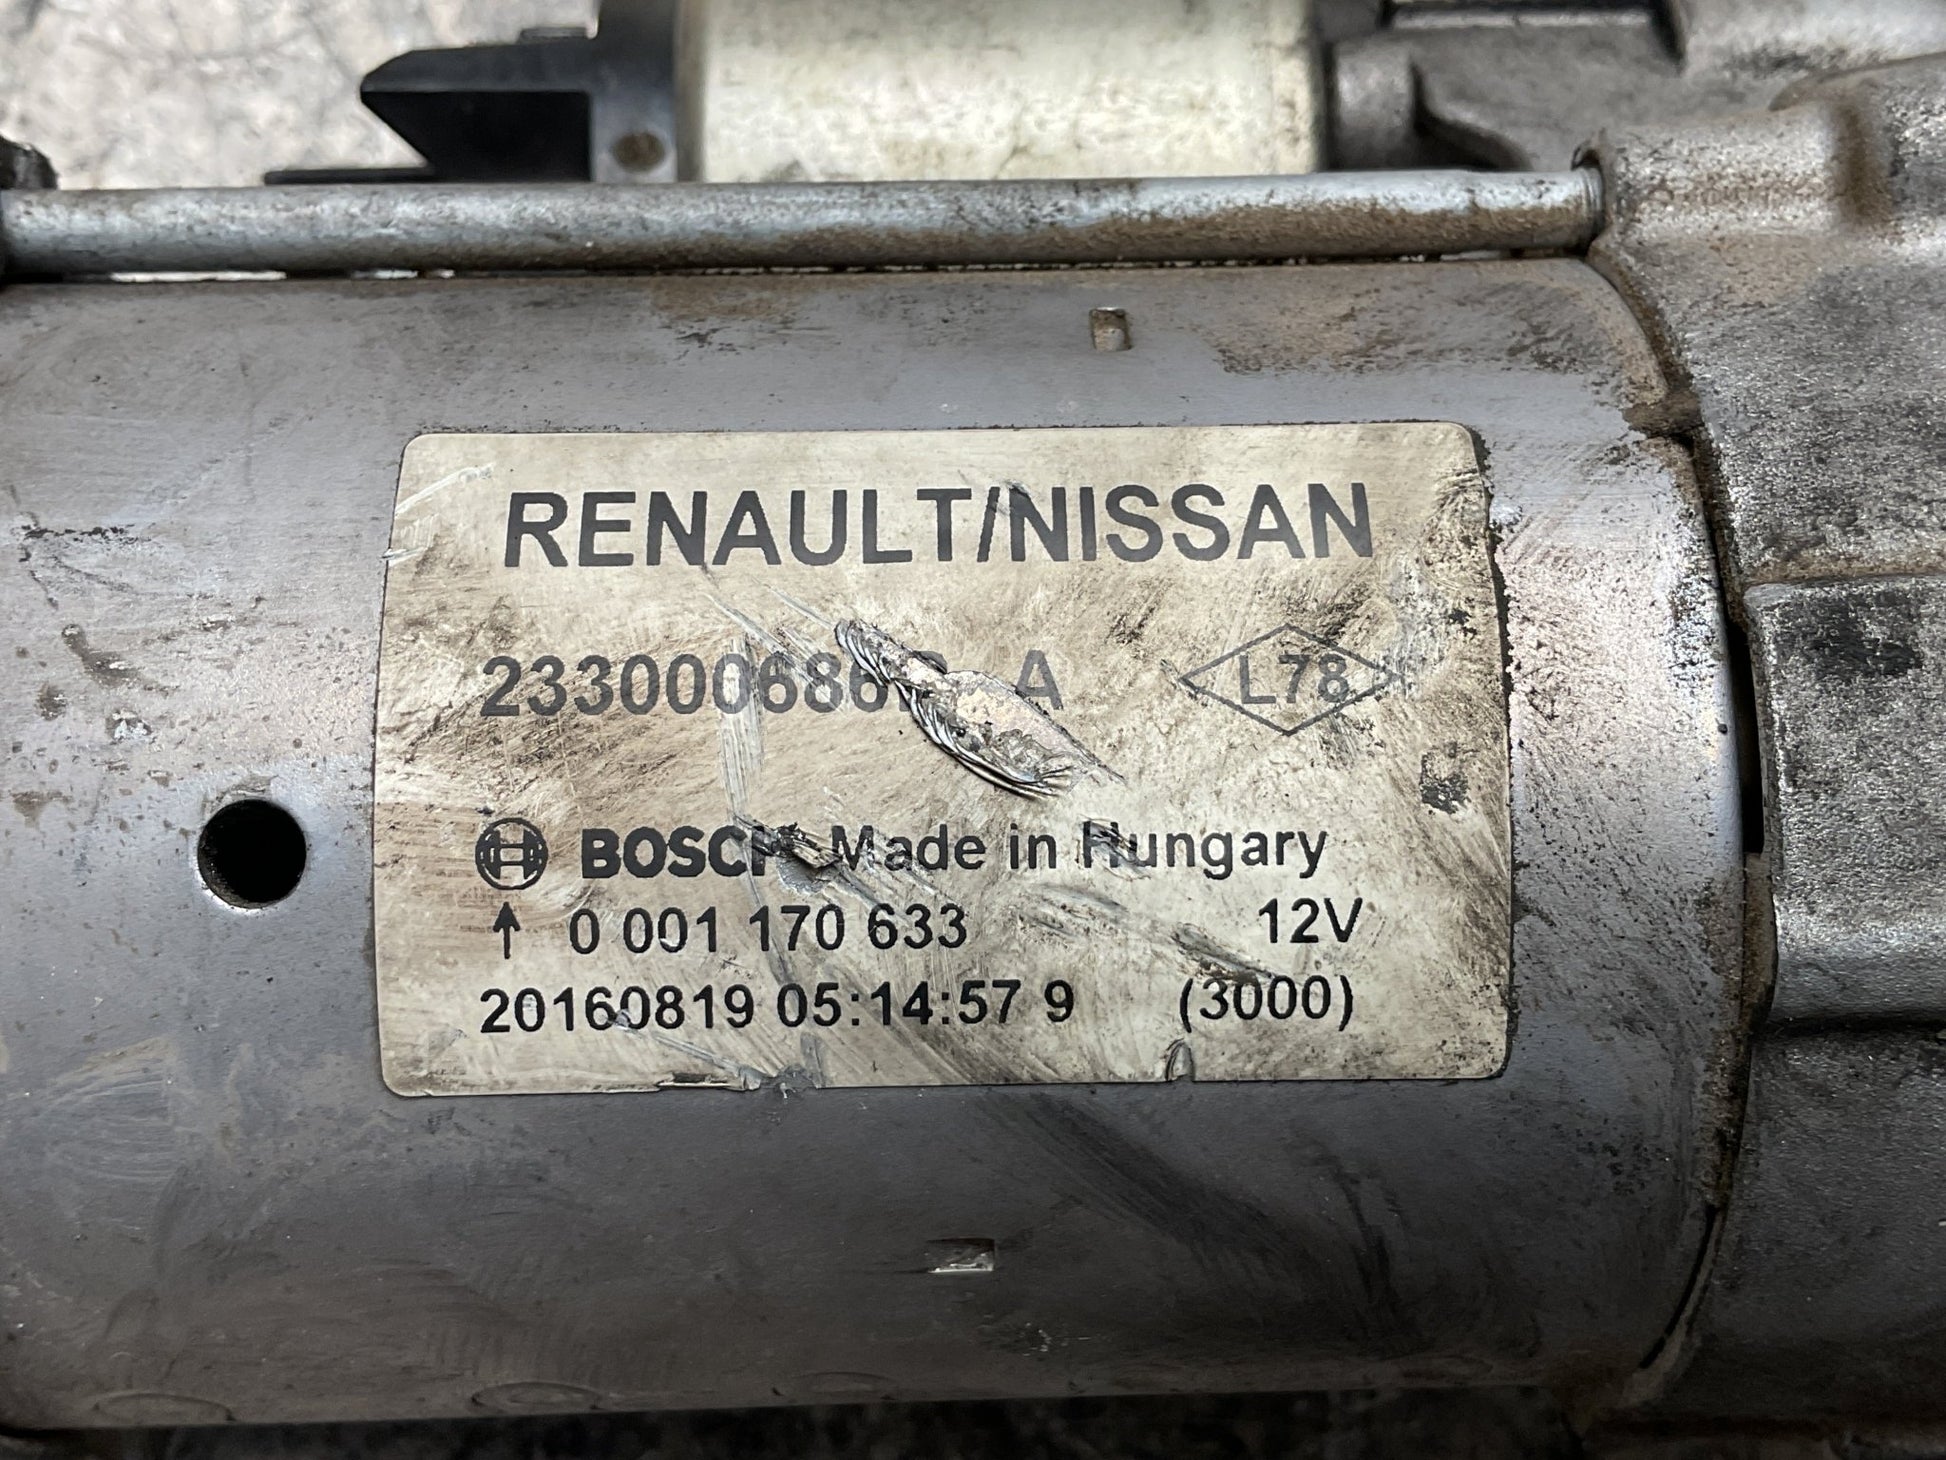 RENAULT/NISSAN
A L78
BOSCH Made in Hungary
0 001 170 633 12V
20160819 05:14:57 9 (3000)